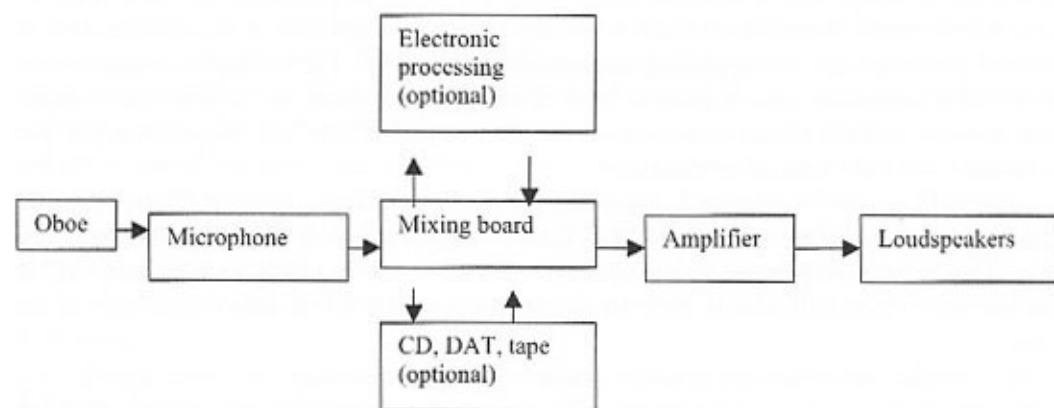 Electronic
processing
(optional)
Oboe
Microphone
Mixing board
Amplifier
Loudspeakers
CD, DAT, tape
(optional)